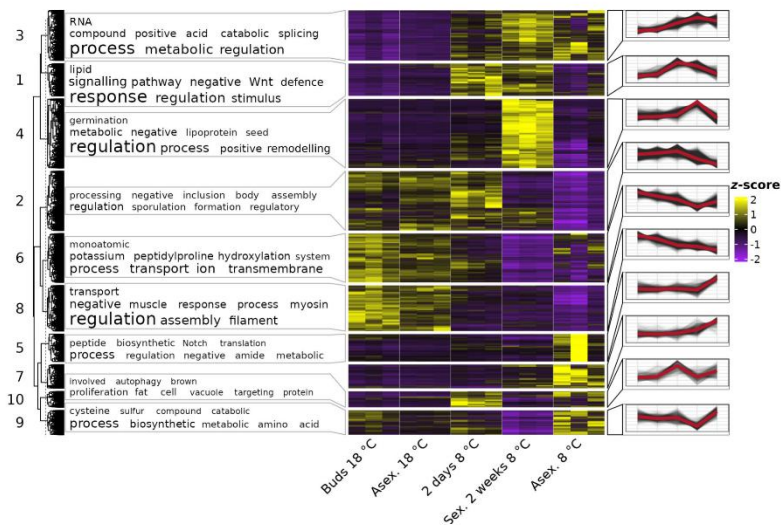 3
RNA
compound positive acid catabolic splicing
process metabolic regulation
1
lipid
signalling pathway negative Wnt defence
response regulation stimulus
4
germination
metabolic negative lipoprotein seed
regulation process positive remodelling
2
processing negative inclusion body assembly
regulation sporulation formation regulatory
6
monoatomic
potassium peptidylproline hydroxylation system
process transport ion transmembrane
8
transport
negative muscle response process myosin
regulation assembly filament
5
peptide biosynthetic Notch translation
process regulation negative amide metabolic
7
involved autophagy brown
proliferation fat cell vacuole targeting protein
10
9
cysteine sulfur compound catabolic
process biosynthetic metabolic amino acid
z-score
2
1
0
-1
-2
Buds 18 °C
Asex. 18 °C
2 days 8 °C
Sex. 2 weeks 8 °C
Asex. 8 °C